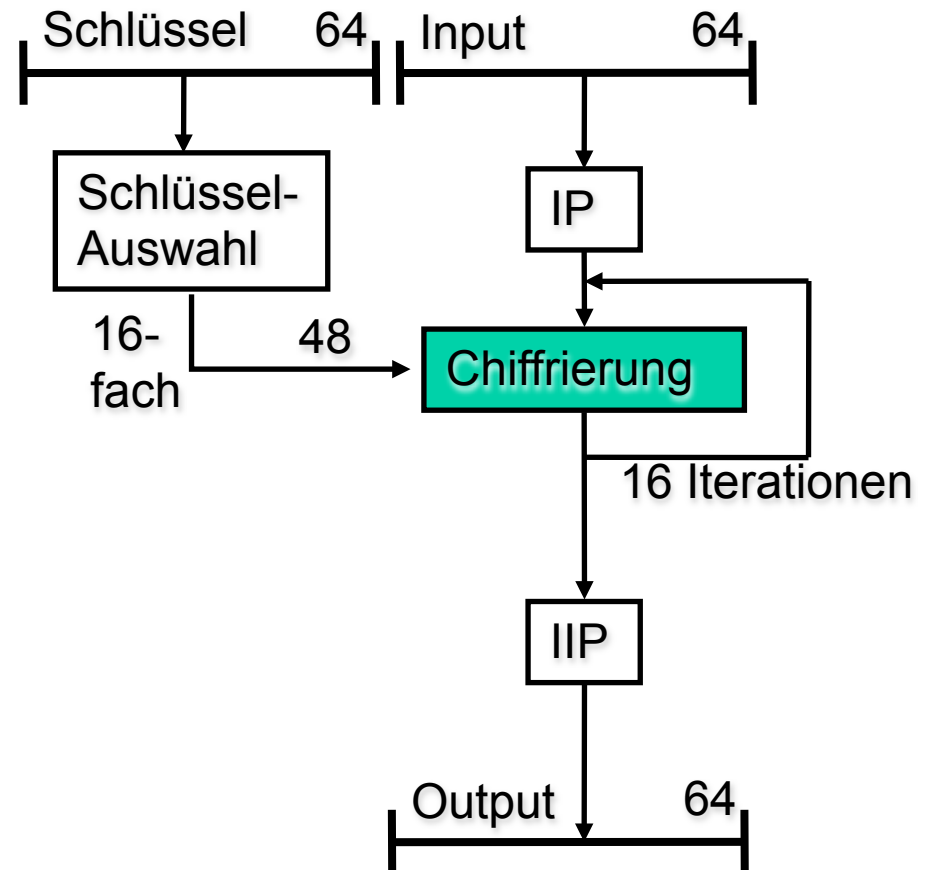 Schlüssel 64
Input 64
Schlüssel-
Auswahl
IP
16-
fach
48
Chiffrierung
16 Iterationen
IIP
Output 64